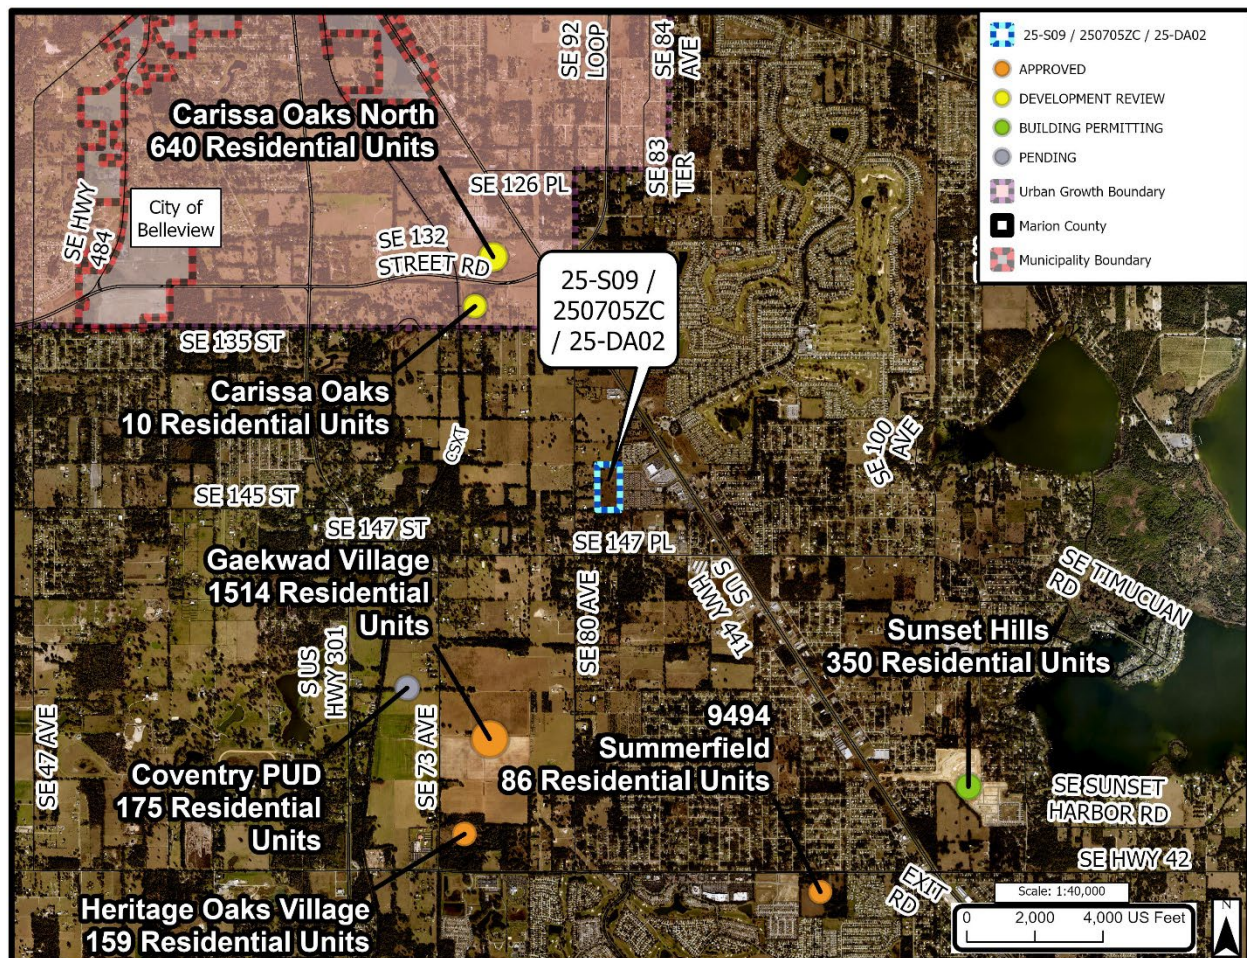 SE 92
LOOP
SE 84
AVE
25-S09 / 250705ZC / 25-DA02
APPROVED
DEVELOPMENT REVIEW
BUILDING PERMITTING
PENDING
Urban Growth Boundary
Marion County
Municipality Boundary
Carissa Oaks North
640 Residential Units
SE 126 PL
SE 83
TER
City of
Belleview
SE HWY
484
SE 132
STREET RD
25-S09 /
250705ZC
/ 25-DA02
SE 135 ST
Carissa Oaks
10 Residential Units
CSXT
SE 100
AVE
SE 145 ST
SE 147 ST
SE 147 PL
Gaekwad Village
1514 Residential
Units
SE 80 AVE
S US
HWY 441
SE TIMUCUAN
RD
Sunset Hills
350 Residential Units
S US
HWY 301
SE 47 AVE
SE 73 AVE
9494
Summerfield
86 Residential Units
Coventry PUD
175 Residential
Units
SE SUNSET
HARBOR RD
SE HWY 42
EXIT
RD
Heritage Oaks Village
159 Residential Units
Scale: 1:40,000
0 2,000 4,000 US Feet
N